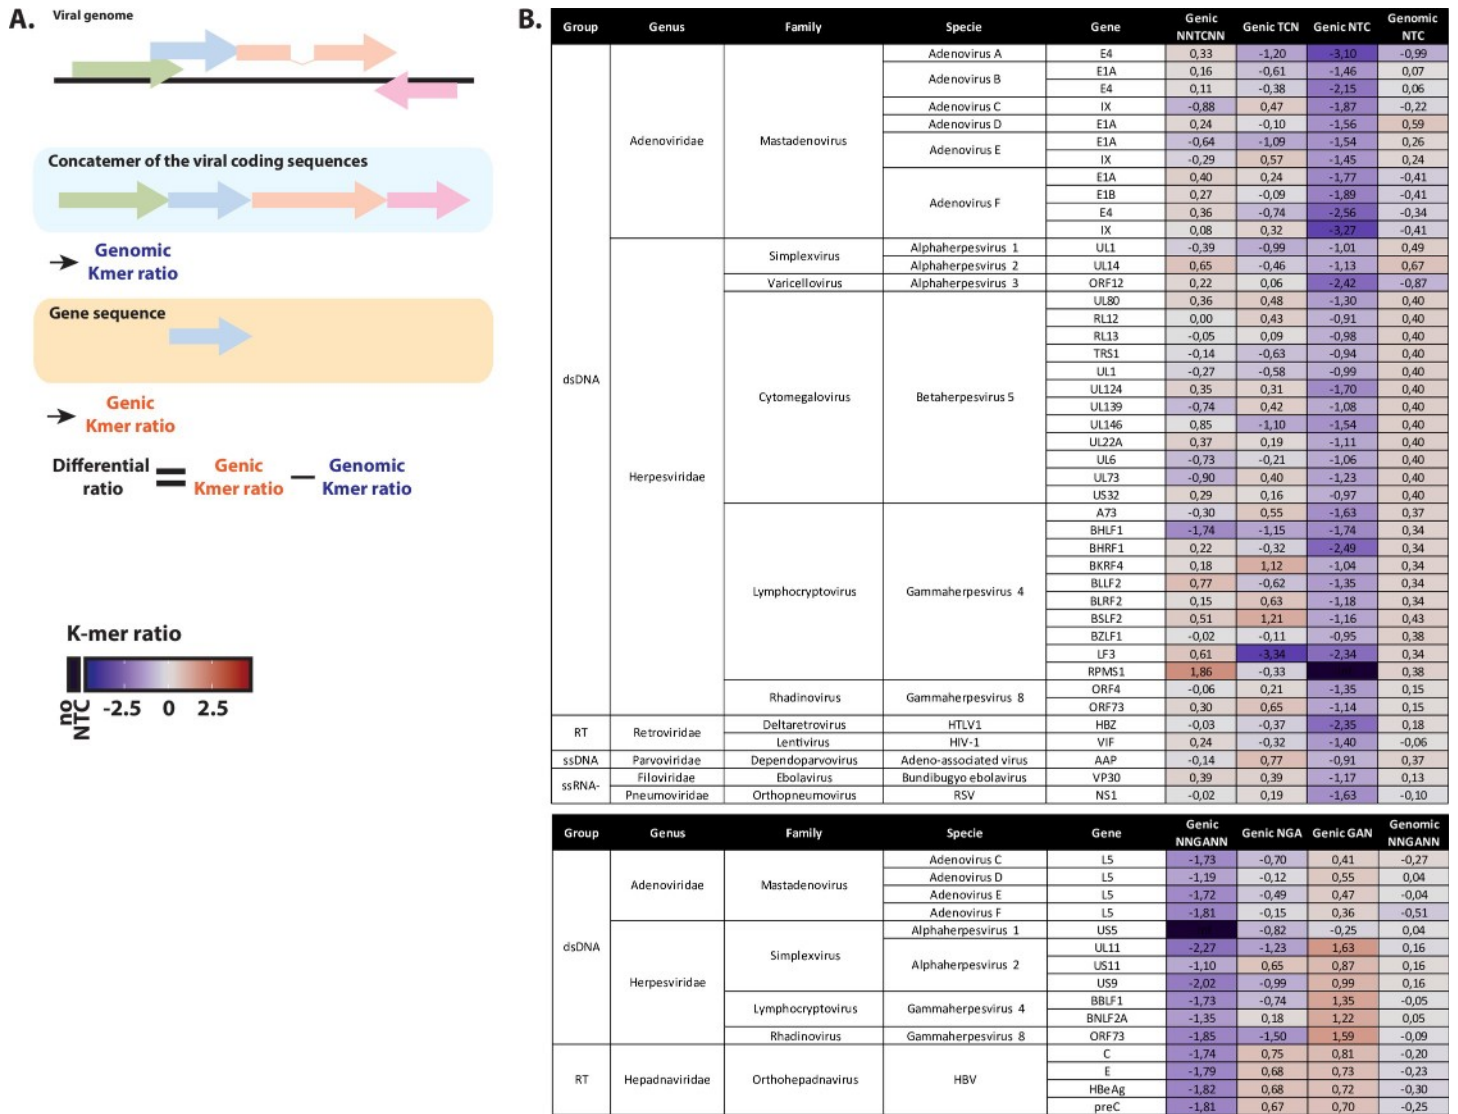 A.
Viral genome
Concatemer of the viral coding sequences
Genomic
Kmer ratio
Gene sequence
Genic
Kmer ratio
Differential ratio = Genic Kmer ratio — Genomic Kmer ratio
K-mer ratio
no NTC -2.5 0 2.5
B.
Group Genus Family Specie Gene Genic NNTCNN Genic TCN Genic NTC Genomic NTC
dsDNA Adenoviridae Mastadenovirus Adenovirus A E4 0,33 -1,20 -3,10 -0,99
Adenovirus B E1A 0,16 -0,61 -1,46 0,07
E4 0,11 -0,38 -2,15 0,06
Adenovirus C IX -0,88 0,47 -1,87 -0,22
Adenovirus D E1A 0,24 -0,10 -1,56 0,59
Adenovirus E E1A -0,64 -1,09 -1,54 0,26
IX -0,29 0,57 -1,45 0,24
Adenovirus F E1A 0,40 0,24 -1,77 -0,41
E1B 0,27 -0,09 -1,89 -0,41
E4 0,36 -0,74 -2,56 -0,34
IX 0,08 0,32 -3,27 -0,41
Herpesviridae Simplexvirus Alphaherpesvirus 1 UL1 -0,39 -0,99 -1,01 0,49
Alphaherpesvirus 2 UL14 0,65 -0,46 -1,13 0,67
Varicellovirus Alphaherpesvirus 3 ORF12 0,22 0,06 -2,42 -0,87
Cytomegalovirus Betaherpesvirus 5 UL80 0,36 0,48 -1,30 0,40
RL12 0,00 0,43 -0,91 0,40
RL13 -0,05 0,09 -0,98 0,40
TRS1 -0,14 -0,63 -0,94 0,40
UL1 -0,27 -0,58 -0,99 0,40
UL124 0,35 0,31 -1,70 0,40
UL139 -0,74 0,42 -1,08 0,40
UL146 0,85 -1,10 -1,54 0,40
UL22A 0,37 0,19 -1,11 0,40
UL6 -0,73 -0,21 -1,06 0,40
UL73 -0,90 0,40 -1,23 0,40
US32 0,29 0,16 -0,97 0,40
Lymphocryptovirus Gammaherpesvirus 4 A73 -0,30 0,55 -1,63 0,37
BHLF1 -1,74 -1,15 -1,74 0,34
BHRF1 0,22 -0,32 -2,49 0,34
BKRF4 0,18 1,12 -1,04 0,34
BLLF2 0,77 -0,62 -1,35 0,34
BLRF2 0,15 0,63 -1,18 0,34
BSLF2 0,51 1,21 -1,16 0,43
BZLF1 -0,02 -0,11 -0,95 0,38
LF3 0,61 -3,34 -2,34 0,34
RPMS1 1,86 -0,33 0,38
Rhadinovirus Gammaherpesvirus 8 ORF4 -0,06 0,21 -1,35 0,15
ORF73 0,30 0,65 -1,14 0,15
RT Retroviridae Deltaretrovirus HTLV1 HBZ -0,03 -0,37 -2,35 0,18
Lentivirus HIV-1 VIF 0,24 -0,32 -1,40 -0,06
ssDNA Parvoviridae Dependoparvovirus Adeno-associated virus AAP -0,14 0,77 -0,91 0,37
ssRNA- Filoviridae Ebolavirus Bundibugyo ebolavirus VP30 0,39 0,39 -1,17 0,13
Pneumoviridae Orthopneumovirus RSV NS1 -0,02 0,19 -1,63 -0,10
Group Genus Family Specie Gene Genic NNGANN Genic NGA Genic GAN Genomic NNGANN
dsDNA Adenoviridae Mastadenovirus Adenovirus C L5 -1,73 -0,70 0,41 -0,27
Adenovirus D L5 -1,19 -0,12 0,55 0,04
Adenovirus E L5 -1,72 -0,49 0,47 -0,04
Adenovirus F L5 -1,81 -0,15 0,36 -0,51
Herpesviridae Simplexvirus Alphaherpesvirus 1 US5 -0,82 -0,25 0,04
Alphaherpesvirus 2 UL11 -2,27 -1,23 1,63 0,16
US11 -1,10 0,65 0,87 0,16
US9 -2,02 -0,99 0,99 0,16
Lymphocryptovirus Gammaherpesvirus 4 BBLF1 -1,73 -0,74 1,35 -0,05
BNLF2A -1,35 0,18 1,22 0,05
Rhadinovirus Gammaherpesvirus 8 ORF73 -1,85 -1,50 1,59 -0,09
RT Hepadnaviridae Orthohepadnavirus HBV C -1,74 0,75 0,81 -0,20
E -1,79 0,68 0,73 -0,23
HBeAg -1,82 0,68 0,72 -0,30
preC -1,81 0,67 0,70 -0,25